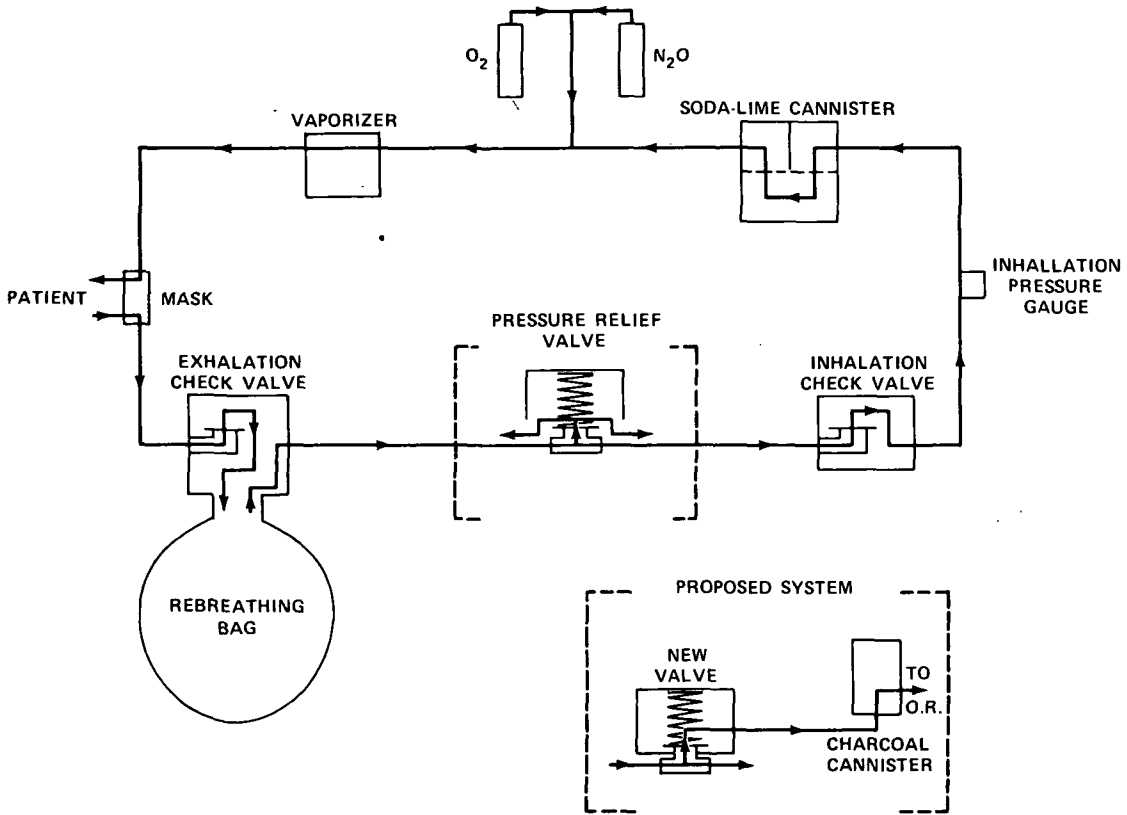 O2
N2O
VAPORIZER
SODA-LIME CANNISTER
PATIENT
MASK
INHALLATION
PRESSURE
GAUGE
EXHALATION
CHECK VALVE
PRESSURE RELIEF
VALVE
INHALATION
CHECK VALVE
REBREATHING
BAG
PROPOSED SYSTEM
NEW
VALVE
TO
O.R.
CHARCOAL
CANNISTER